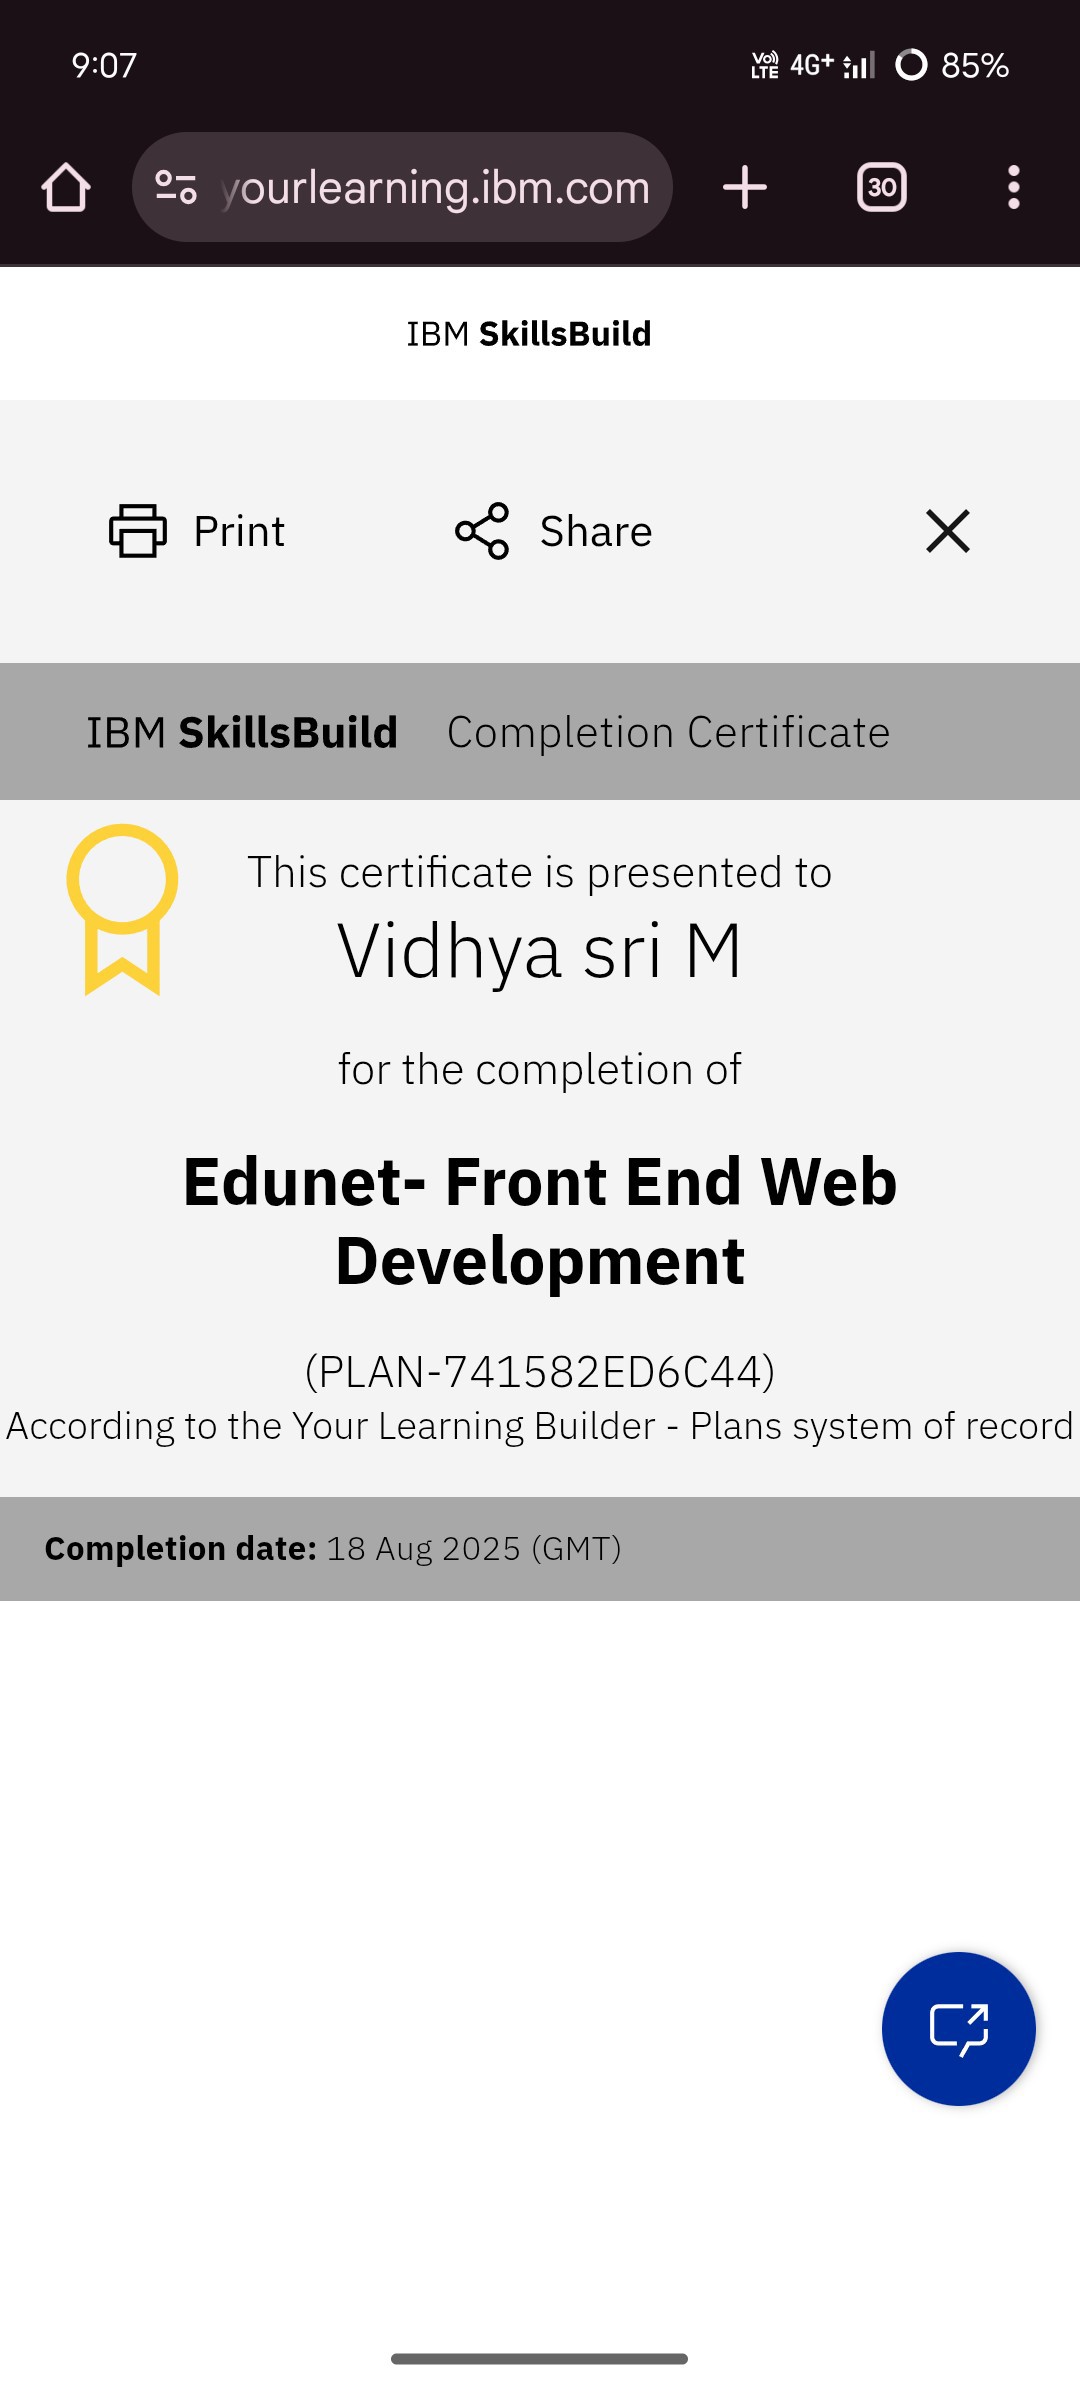 9:07
Vo)) LTE 4G+ 85%
yourlearning.ibm.com
30
IBM SkillsBuild
Print
Share
IBM SkillsBuild Completion Certificate
This certificate is presented to
Vidhya sri M
for the completion of
Edunet- Front End Web
Development
(PLAN-741582ED6C44)
According to the Your Learning Builder - Plans system of record
Completion date: 18 Aug 2025 (GMT)